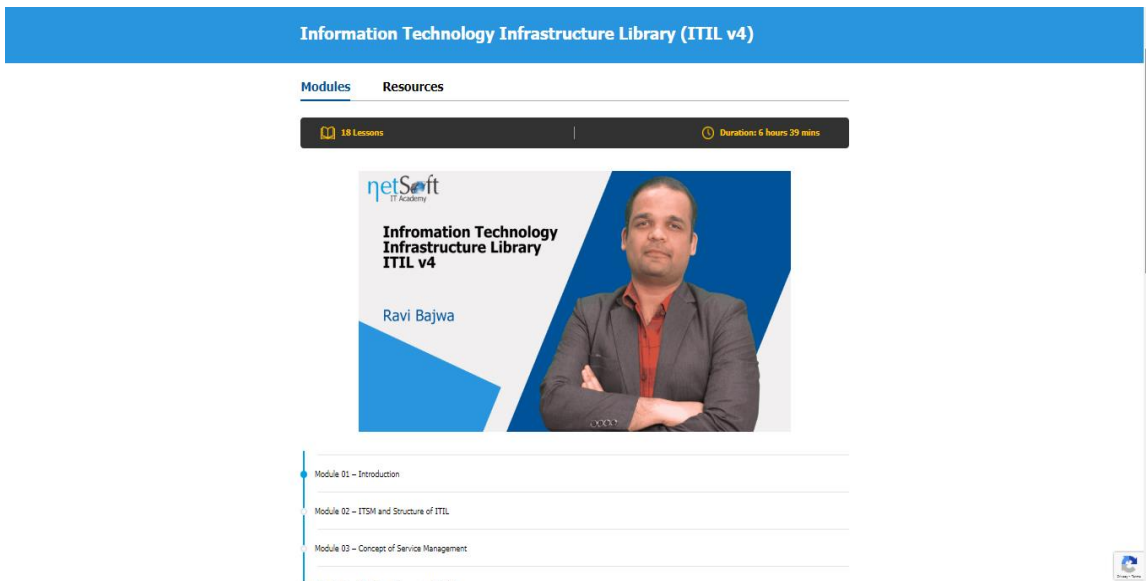 Information Technology Infrastructure Library (ITIL v4)
Modules Resources
18 Lessons | Duration: 6 hours 39 mins
netSoft
IT Academy
Infromation Technology
Infrastructure Library
ITIL v4
Ravi Bajwa
Module 01 – Introduction
Module 02 – ITSM and Structure of ITIL
Module 03 – Concept of Service Management